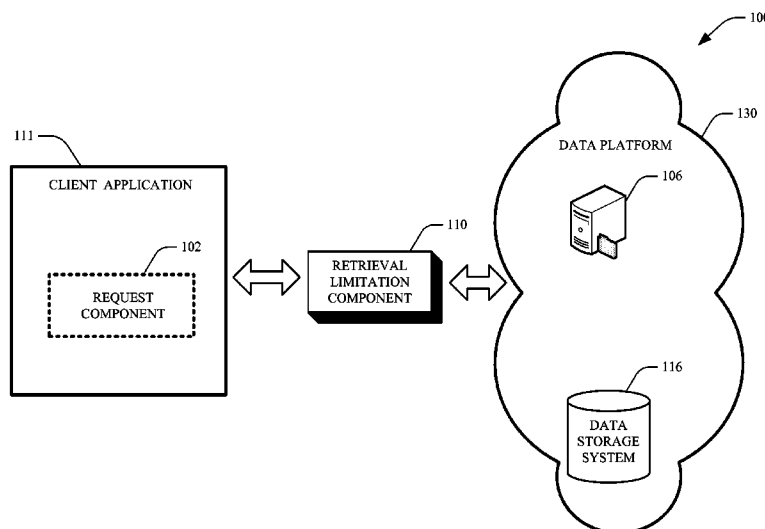 100
130
111
DATA PLATFORM
CLIENT APPLICATION
106
102
110
REQUEST
COMPONENT
RETRIEVAL
LIMITATION
COMPONENT
116
DATA
STORAGE
SYSTEM